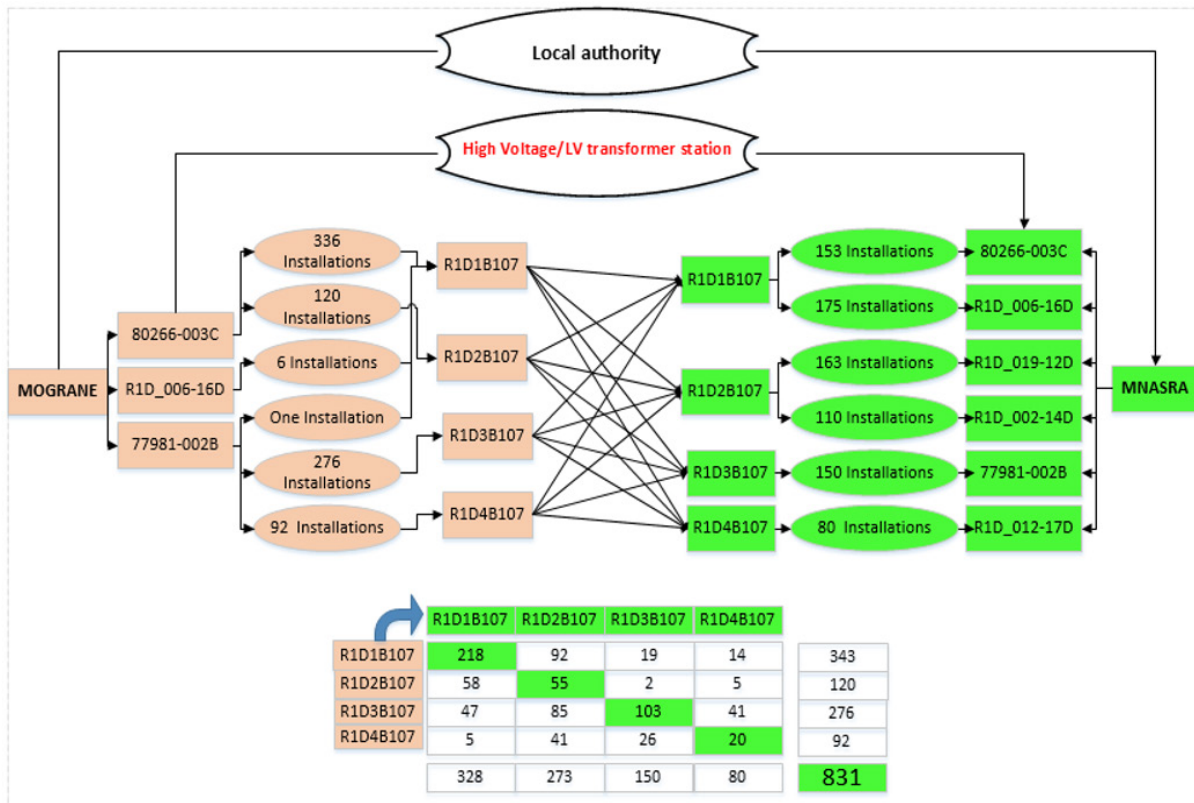 Local authority
High Voltage/LV transformer station
MOGRANE
80266-003C
R1D_006-16D
77981-002B
336
Installations
120
Installations
6 Installations
One Installation
276
Installations
92 Installations
R1D1B107
R1D2B107
R1D3B107
R1D4B107
R1D1B107
R1D2B107
R1D3B107
R1D4B107
153 Installations
175 Installations
163 Installations
110 Installations
150 Installations
80 Installations
80266-003C
R1D_006-16D
R1D_019-12D
R1D_002-14D
77981-002B
R1D_012-17D
MNASRA
R1D1B107 R1D2B107 R1D3B107 R1D4B107
R1D1B107 218 92 19 14 343
R1D2B107 58 55 2 5 120
R1D3B107 47 85 103 41 276
R1D4B107 5 41 26 20 92
328 273 150 80 831